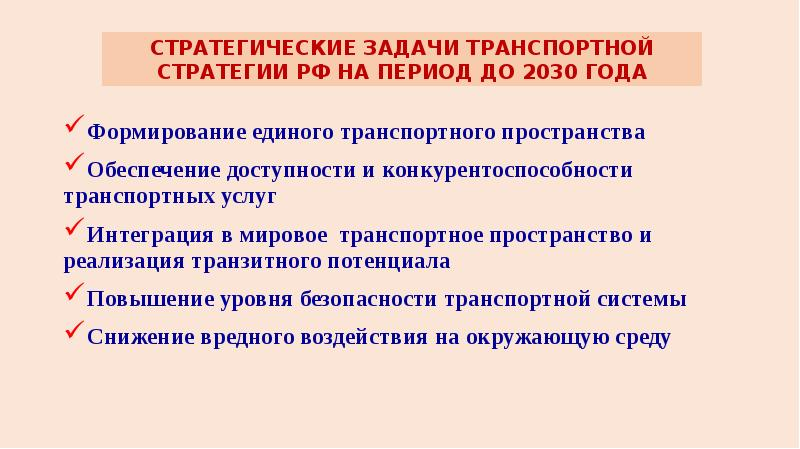 СТРАТЕГИЧЕСКИЕ ЗАДАЧИ ТРАНСПОРТНОЙ
СТРАТЕГИИ РФ НА ПЕРИОД ДО 2030 ГОДА
✓Формирование единого транспортного пространства
✓Обеспечение доступности и конкурентоспособности
транспортных услуг
✓Интеграция в мировое транспортное пространство и
реализация транзитного потенциала
✓Повышение уровня безопасности транспортной системы
✓Снижение вредного воздействия на окружающую среду